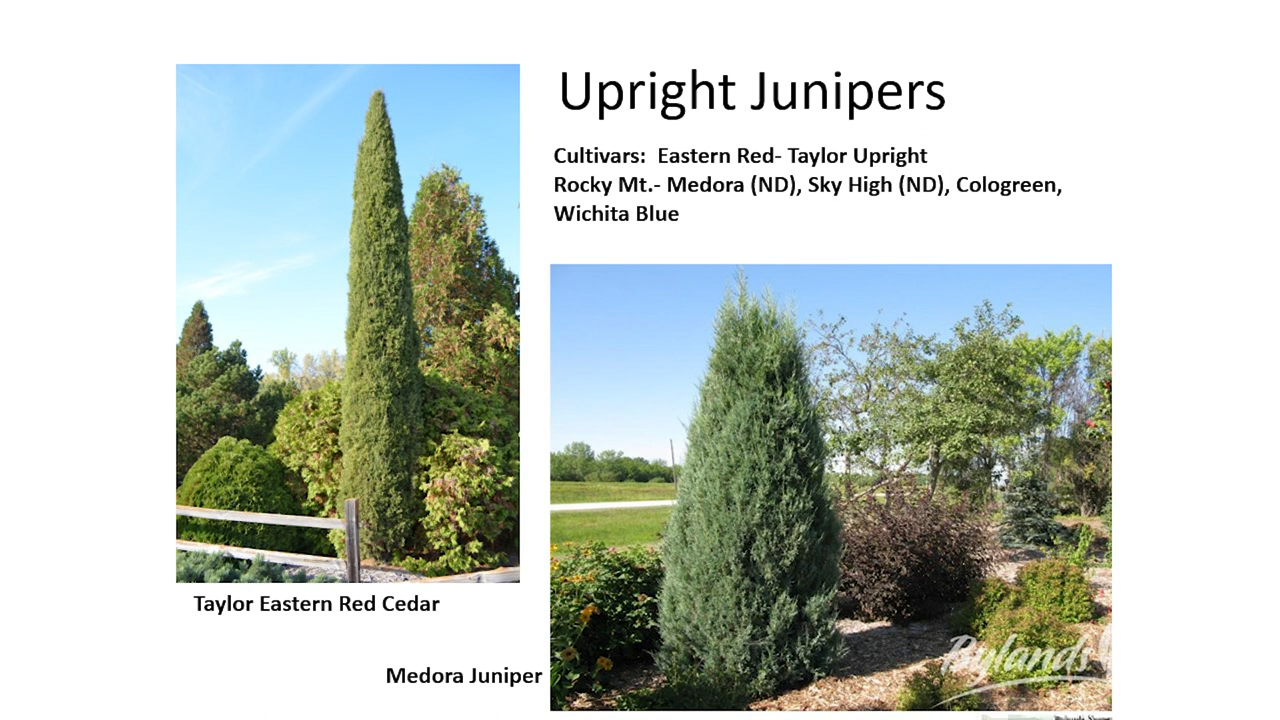 Upright Junipers
Cultivars:  Eastern Red- Taylor Upright
Rocky Mt.- Medora (ND), Sky High (ND), Cologreen,
Wichita Blue
Taylor Eastern Red Cedar
Medora Juniper
Bylands